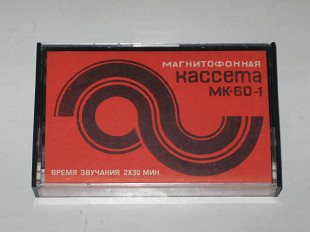 МАГНИТОФОННАЯ
кассета
МК-60-1
ВРЕМЯ ЗВУЧАНИЯ 2Х30 МИН.